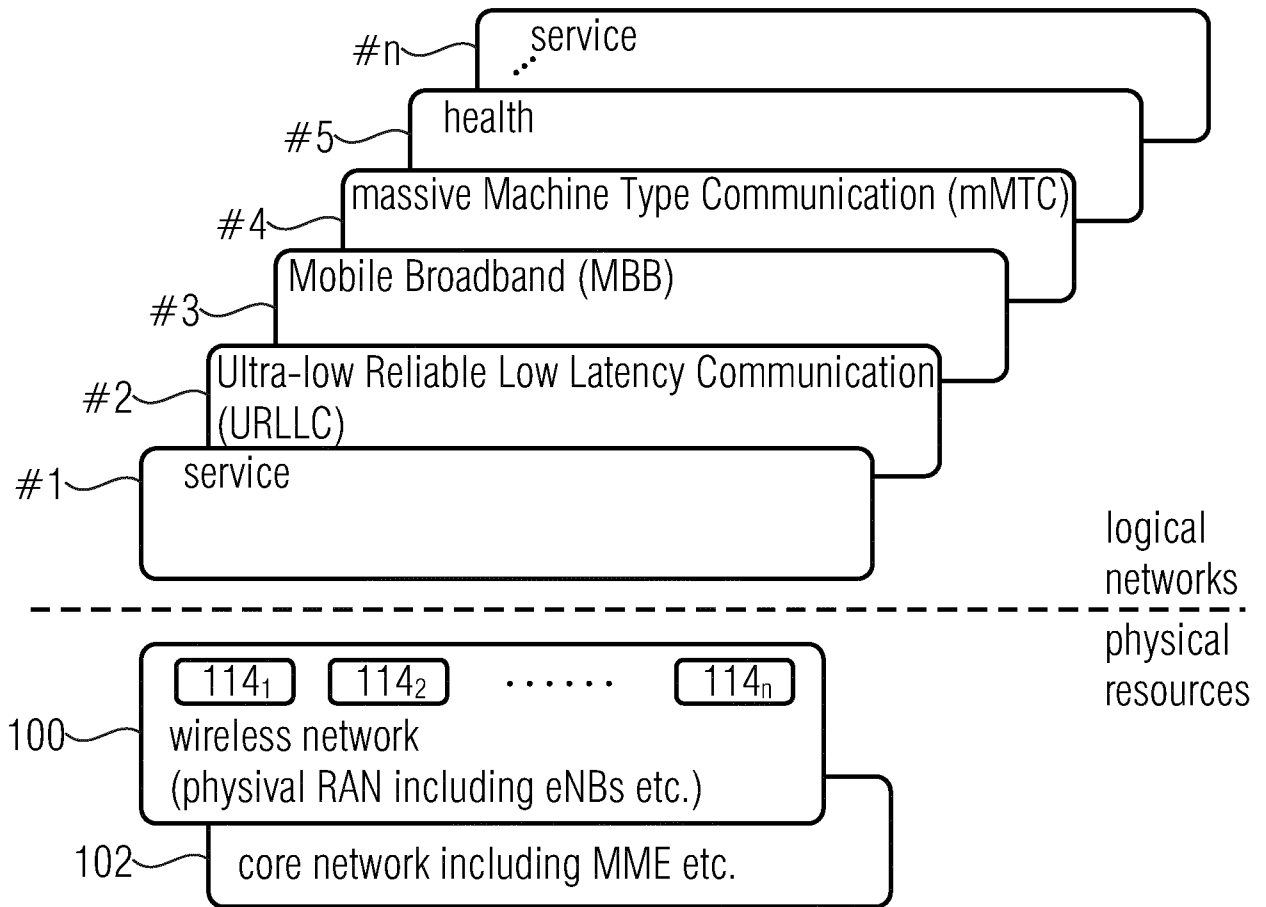 #n
service
#5
health
#4
massive Machine Type Communication (mMTC)
#3
Mobile Broadband (MBB)
#2
Ultra-low Reliable Low Latency Communication
(URLLC)
#1
service
logical
networks
physical
resources
114₁ 114₂ ...... 114ₙ
100
wireless network
(physival RAN including eNBs etc.)
102
core network including MME etc.